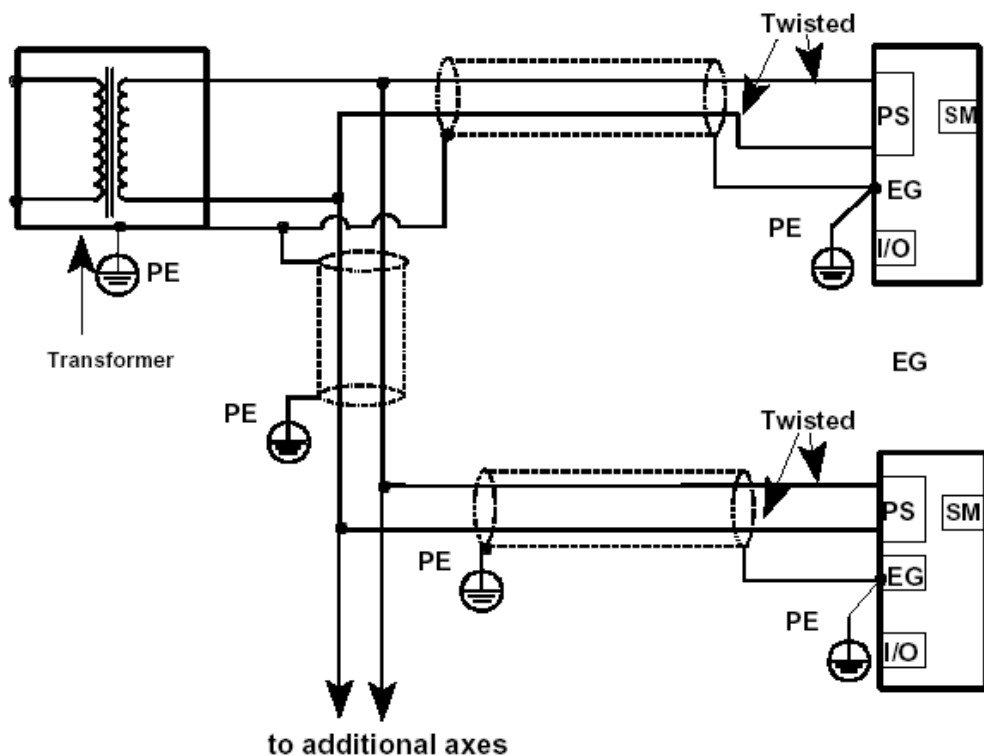 Twisted
PS
SM
EG
PE
I/O
PE
Transformer
EG
PE
Twisted
PS
SM
PE
EG
PE
I/O
to additional axes